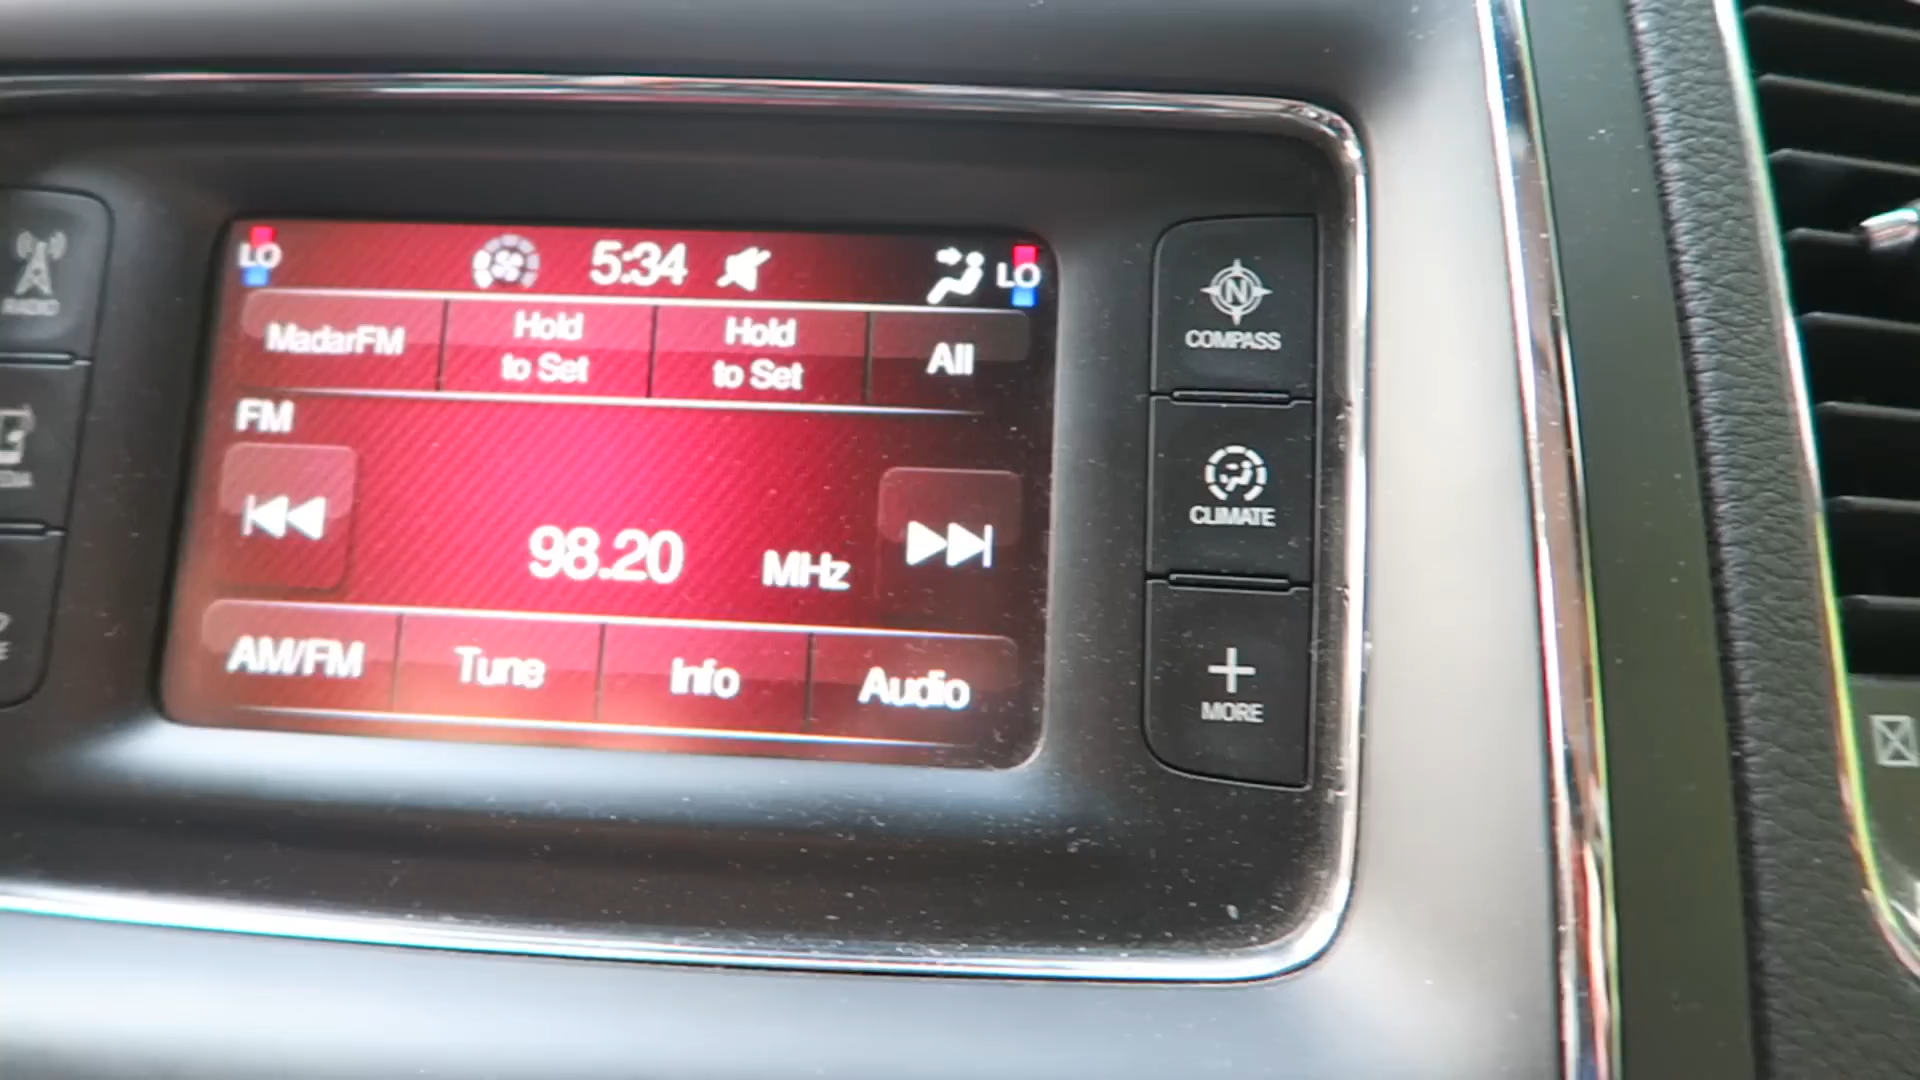 LO 5:34 LO
MadarFM
Hold
to Set
Hold
to Set
All
FM
98.20 MHz
AM/FM Tune Info Audio
RADIO
N
COMPASS
CLIMATE
MORE